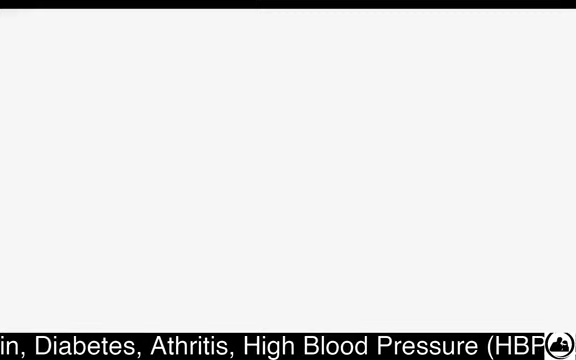 in, Diabetes, Athritis, High Blood Pressure (HBP